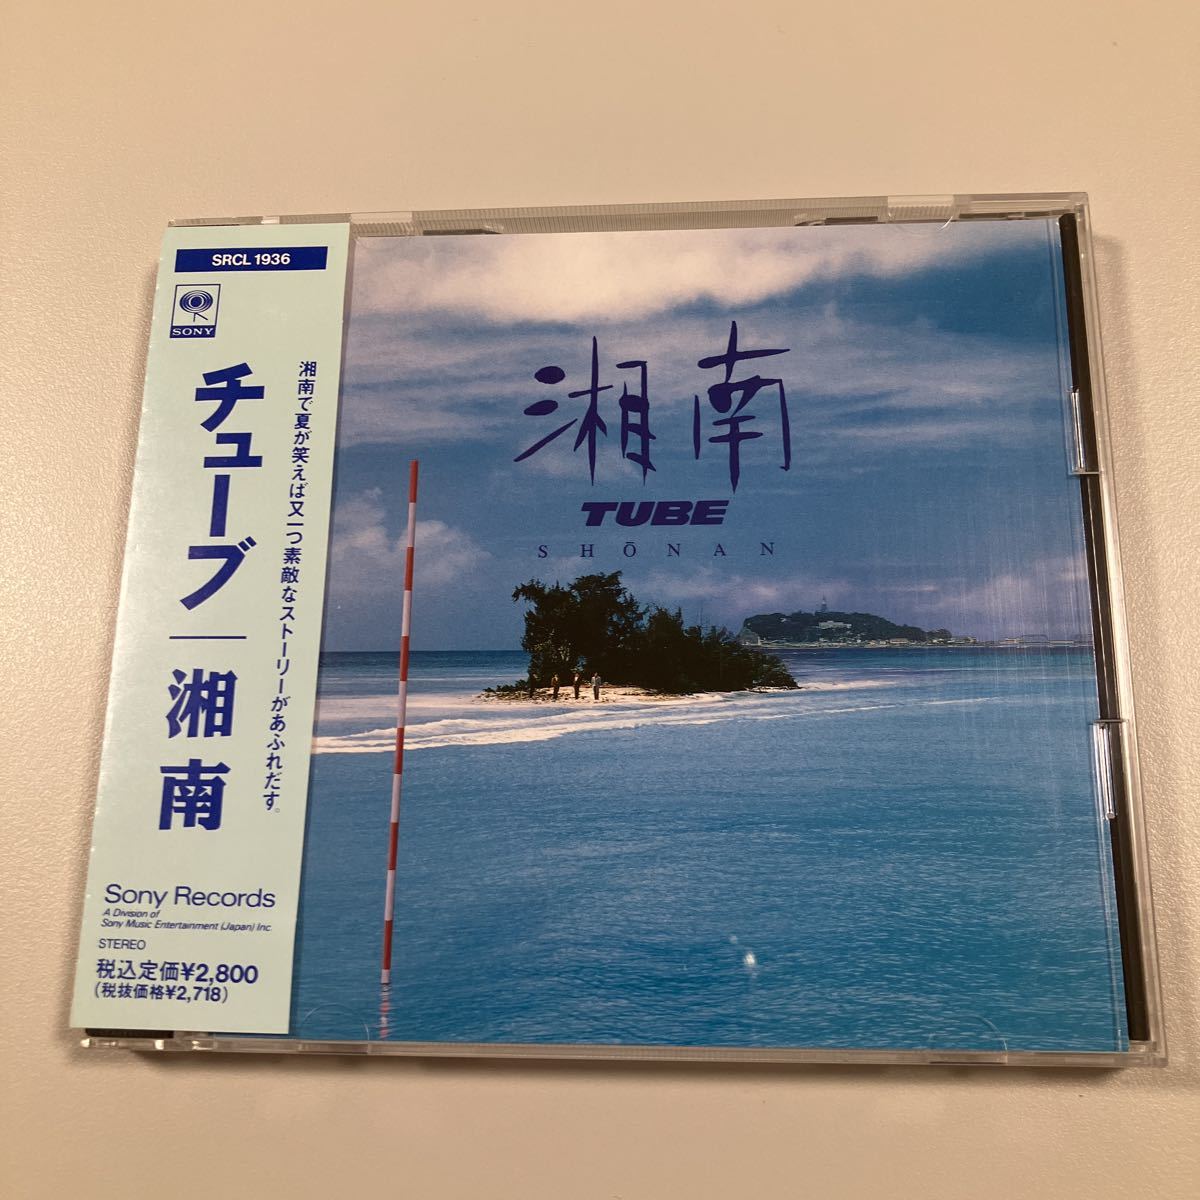 SRCL 1936
SONY
チューブ｜湘南
湘南で夏が笑えば又一つ素敵なストーリーがあふれだす。
Sony Records
A Division of
Sony Music Entertainment (Japan) Inc.
STEREO
税込定価¥2,800
(税抜価格¥2,718)
湘南
TUBE
SHŌNAN